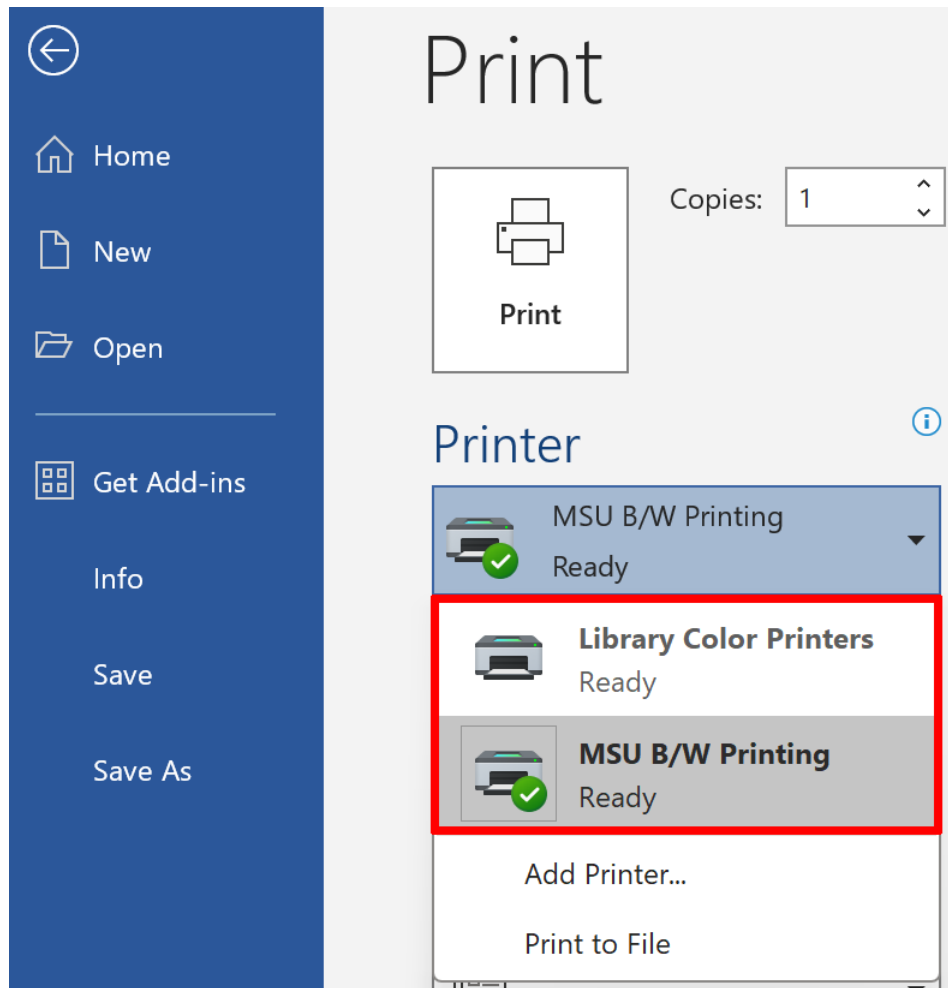 Print
Home
New
Open
Get Add-ins
Info
Save
Save As
Print
Copies: 1
Printer
MSU B/W Printing
Ready
Library Color Printers
Ready
MSU B/W Printing
Ready
Add Printer...
Print to File